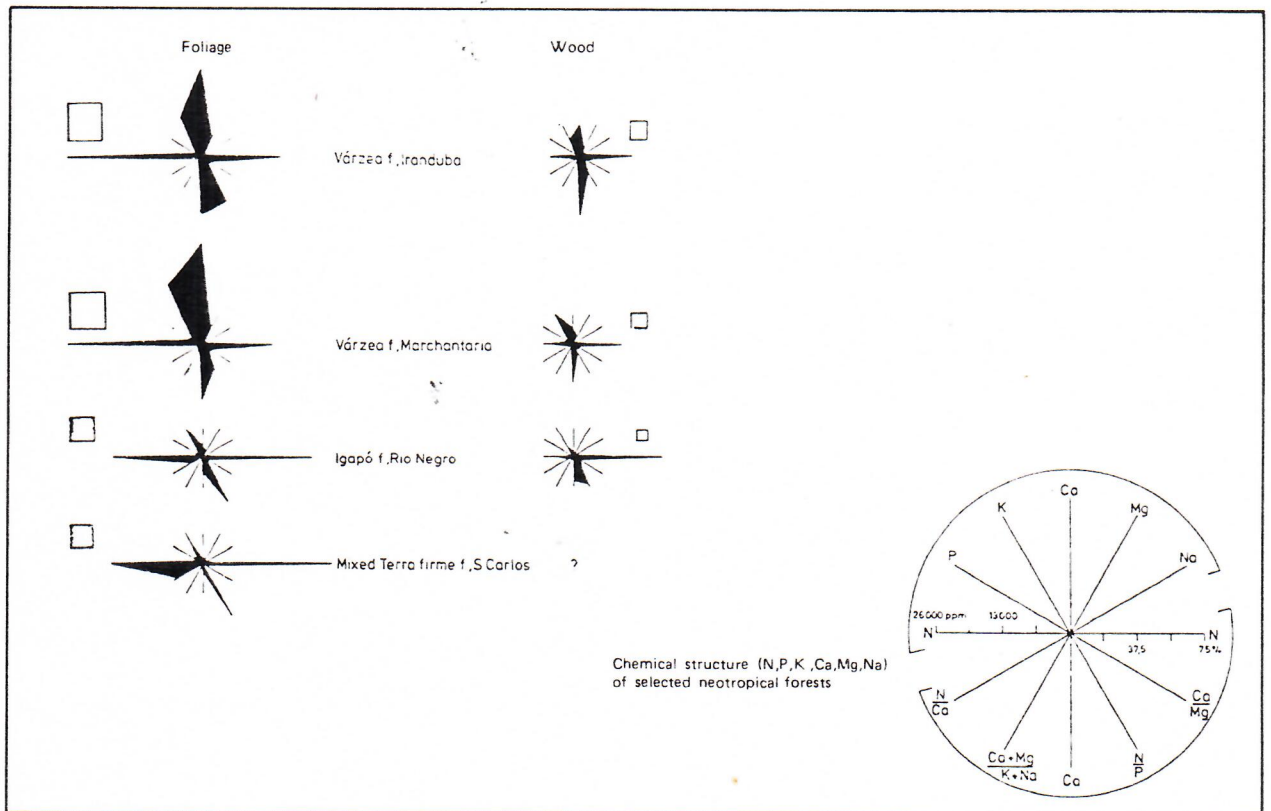 Foliage
Wood
Várzea f, Iranduba
Várzea f, Marchantaria
Igapó f, Rio Negro
Mixed Terra firme f, S. Carlos
?
Chemical structure (N,P,K,Ca,Mg,Na)
of selected neotropical forests
Ca
K
Mg
P
Na
26000 ppm
13000
N
N
37,5
75%
N
Ca
Ca
Mg
Ca+Mg
K+Na
Ca
N
P